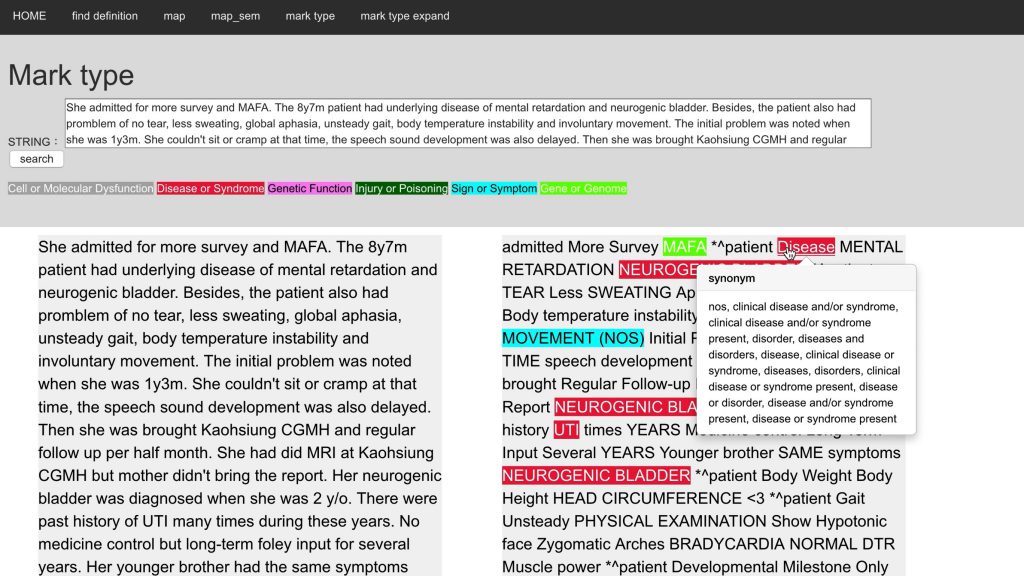 HOME find definition map map_sem mark type mark type expand
Mark type
She admitted for more survey and MAFA. The 8y7m patient had underlying disease of mental retardation and neurogenic bladder. Besides, the patient also had
promblem of no tear, less sweating, global aphasia, unsteady gait, body temperature instability and involuntary movement. The initial problem was noted when
STRING : she was 1y3m. She couldn't sit or cramp at that time, the speech sound development was also delayed. Then she was brought Kaohsiung CGMH and regular
search
Cell or Molecular Dysfunction Disease or Syndrome Genetic Function Injury or Poisoning Sign or Symptom Gene or Genome
She admitted for more survey and MAFA. The 8y7m
patient had underlying disease of mental retardation and
neurogenic bladder. Besides, the patient also had
promblem of no tear, less sweating, global aphasia,
unsteady gait, body temperature instability and
involuntary movement. The initial problem was noted
when she was 1y3m. She couldn't sit or cramp at that
time, the speech sound development was also delayed.
Then she was brought Kaohsiung CGMH and regular
follow up per half month. She had did MRI at Kaohsiung
CGMH but mother didn't bring the report. Her neurogenic
bladder was diagnosed when she was 2 y/o. There were
past history of UTI many times during these years. No
medicine control but long-term foley input for several
years. Her younger brother had the same symptoms
admitted More Survey MAFA *^patient Disease MENTAL
RETARDATION
TEAR Less SWEATING
Body temperature instability
MOVEMENT (NOS) Initial
TIME speech development
brought Regular Follow-up
Report NEUROGENIC
history UTI times YEARS
Input Several YEARS Younger brother SAME symptoms
NEUROGENIC BLADDER *^patient Body Weight Body
Height HEAD CIRCUMFERENCE <3 *^patient Gait
Unsteady PHYSICAL EXAMINATION Show Hypotonic
face Zygomatic Arches BRADYCARDIA NORMAL DTR
Muscle power *^patient Developmental Milestone Only
synonym
nos, clinical disease and/or syndrome,
clinical disease and/or syndrome
present, disorder, diseases and
disorders, disease, clinical disease or
syndrome, diseases, disorders, clinical
disease or syndrome present, disease
or disorder, disease and/or syndrome
present, disease or syndrome present